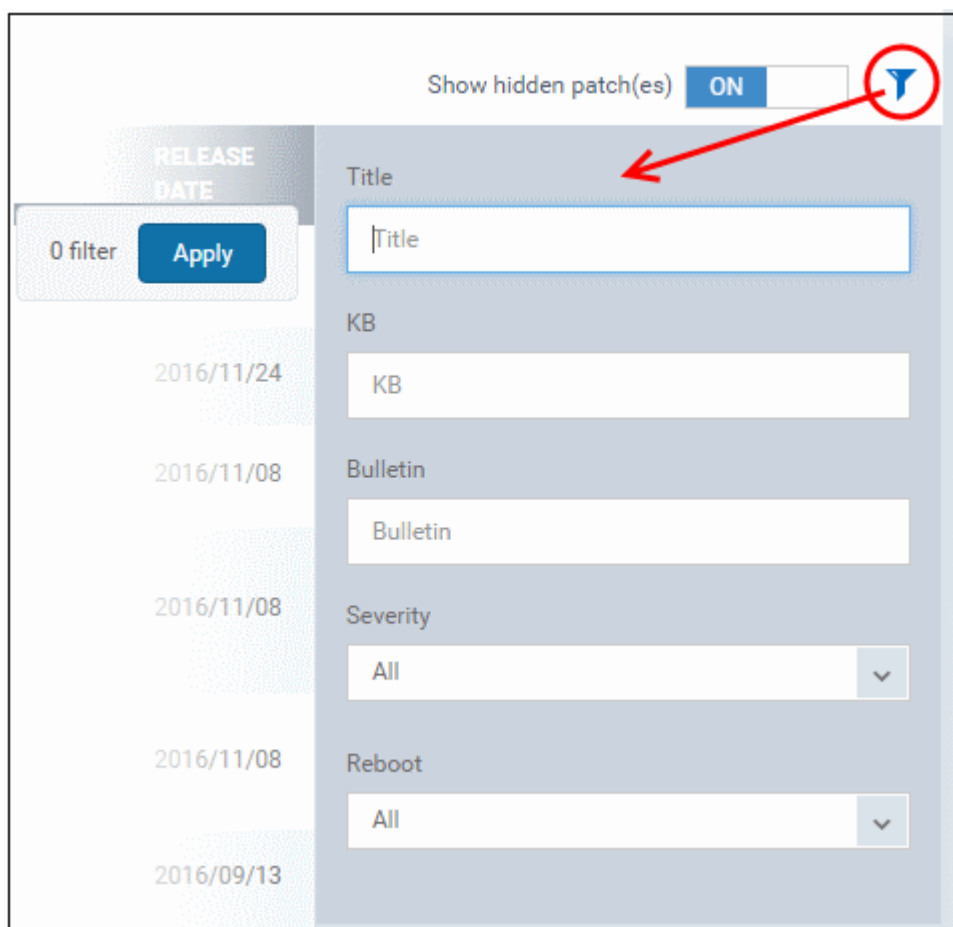 Show hidden patch(es) ON
RELEASE
DATE
0 filter Apply
2016/11/24
2016/11/08
2016/11/08
2016/11/08
2016/09/13
Title
Title
KB
KB
Bulletin
Bulletin
Severity
All
Reboot
All